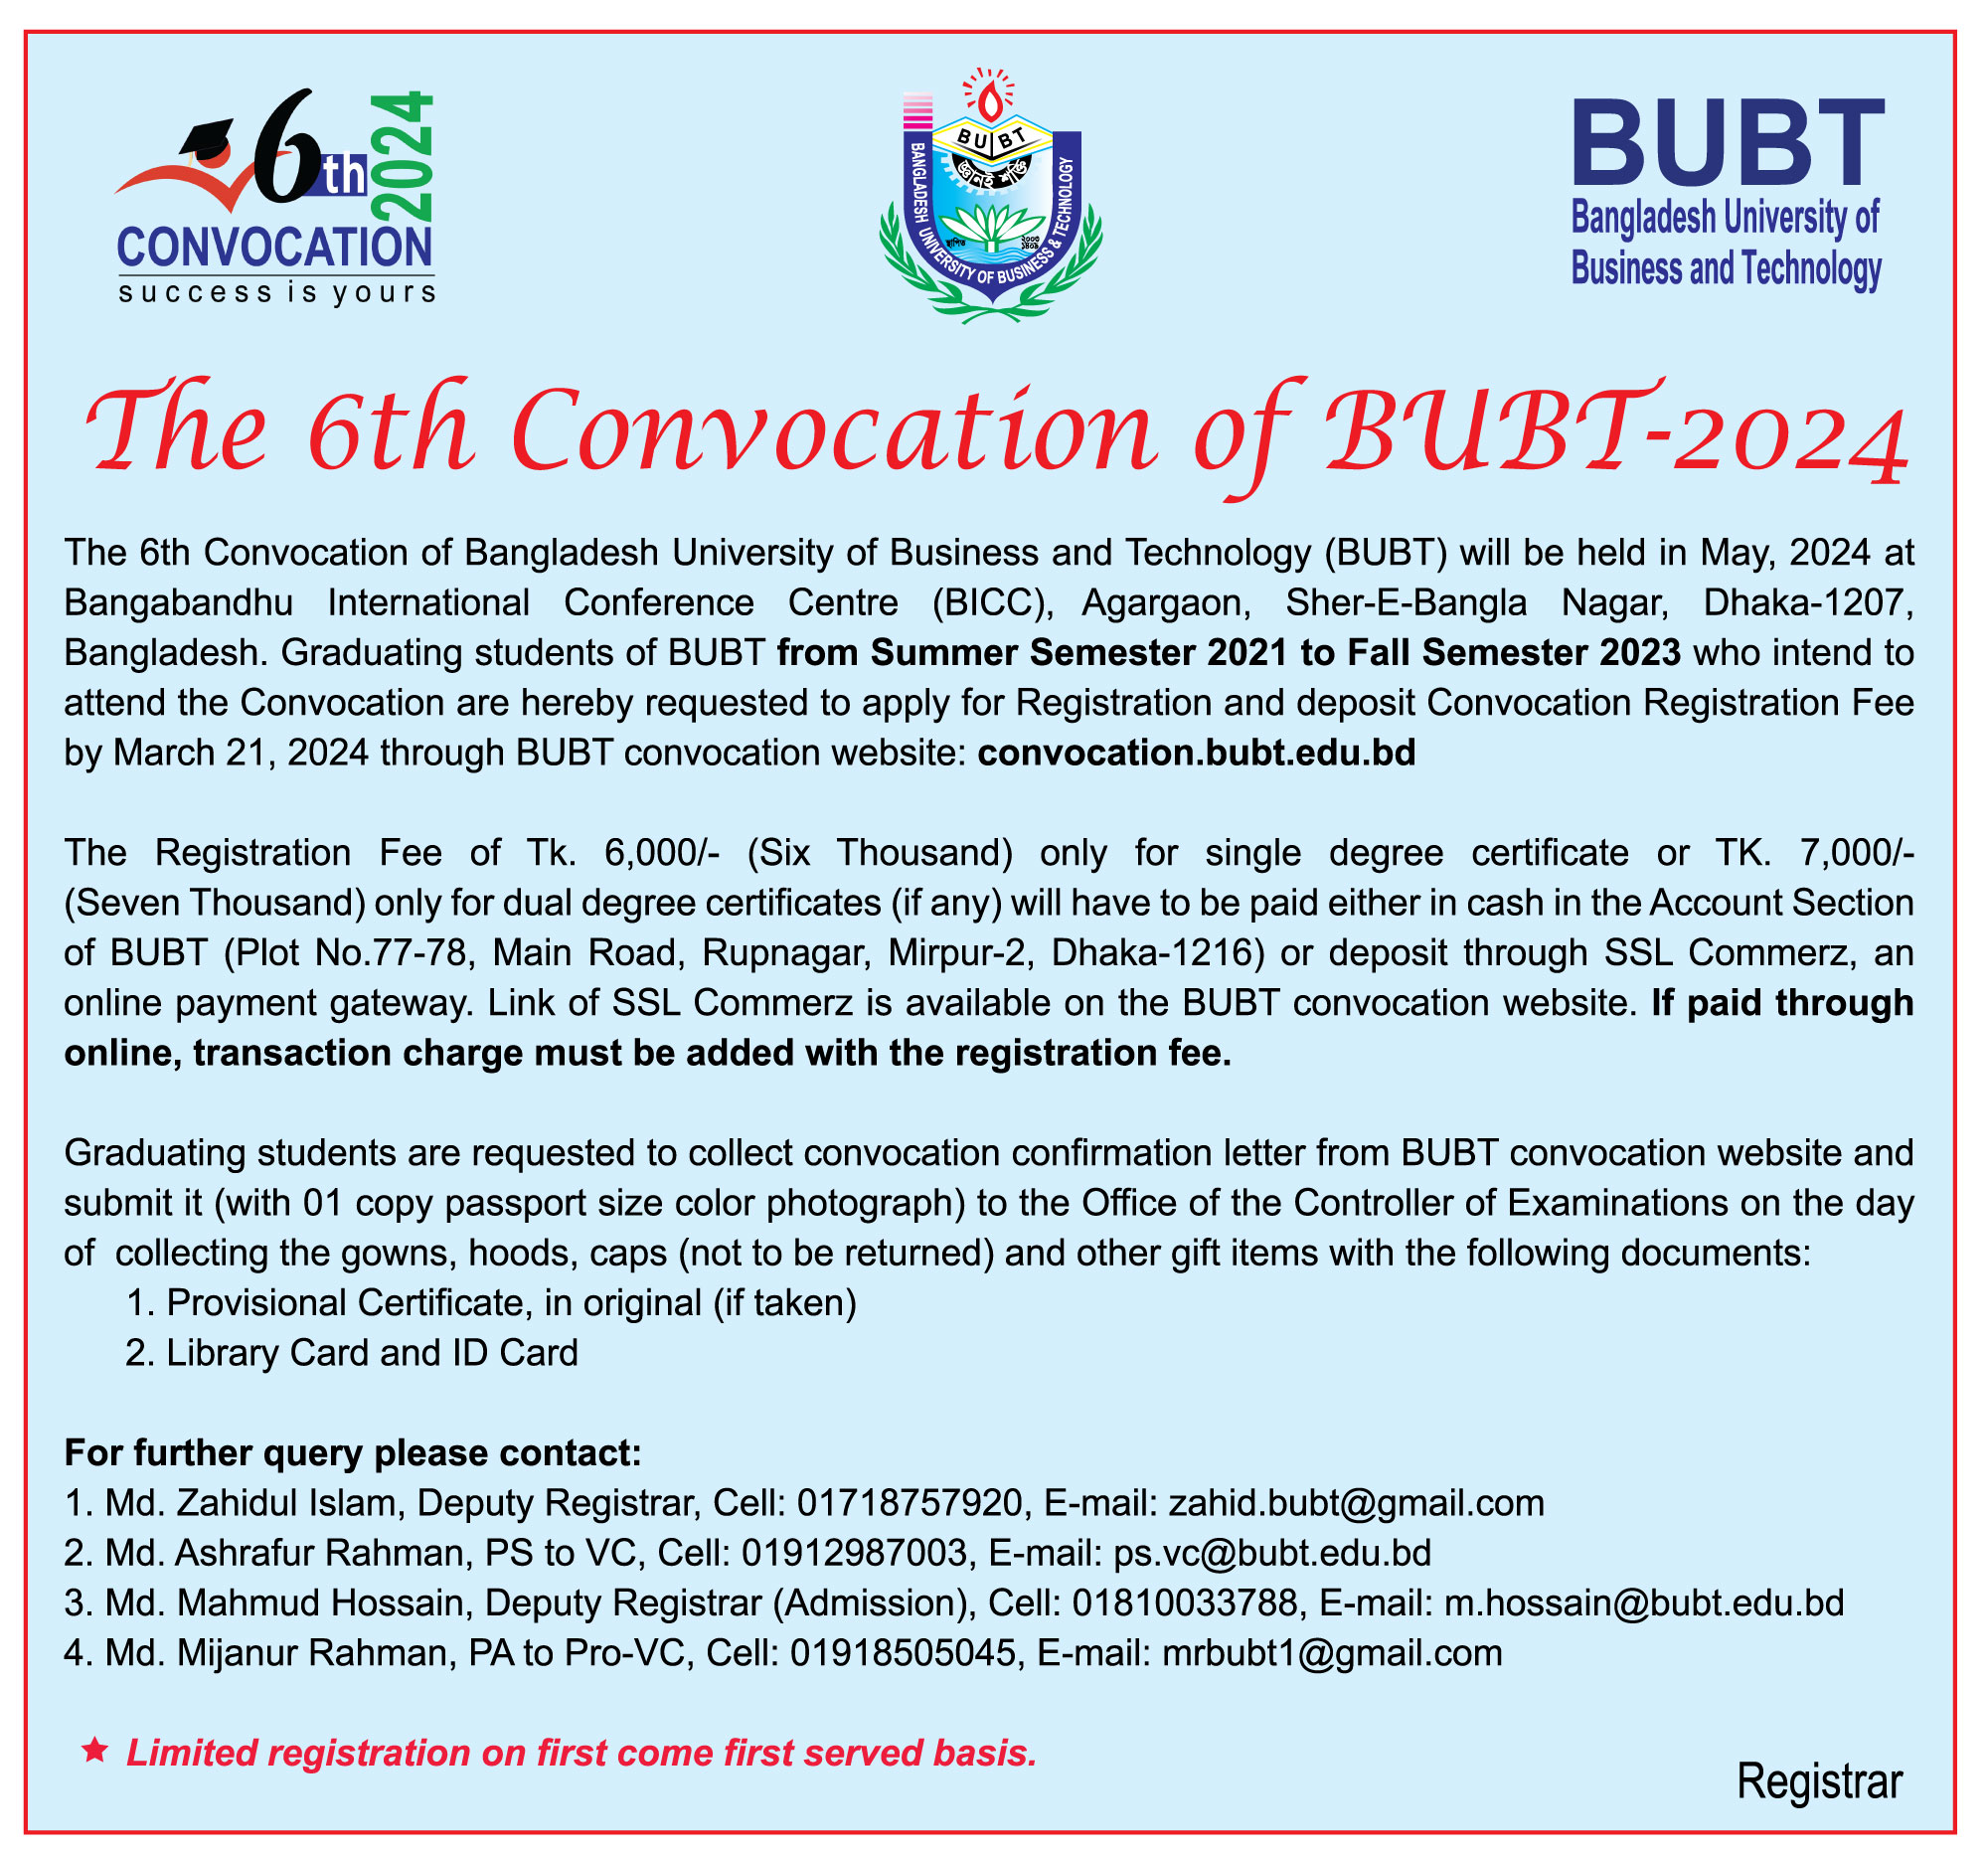 6th
2024
CONVOCATION
success is yours
BUBT
জ্ঞানই শক্তি
স্থাপিত
২০০৩
BANGLADESH UNIVERSITY OF BUSINESS & TECHNOLOGY
BUBT
Bangladesh University of
Business and Technology
The 6th Convocation of BUBT-2024
The 6th Convocation of Bangladesh University of Business and Technology (BUBT) will be held in May, 2024 at
Bangabandhu International Conference Centre (BICC), Agargaon, Sher-E-Bangla Nagar, Dhaka-1207,
Bangladesh. Graduating students of BUBT from Summer Semester 2021 to Fall Semester 2023 who intend to
attend the Convocation are hereby requested to apply for Registration and deposit Convocation Registration Fee
by March 21, 2024 through BUBT convocation website: convocation.bubt.edu.bd
The Registration Fee of Tk. 6,000/- (Six Thousand) only for single degree certificate or TK. 7,000/-
(Seven Thousand) only for dual degree certificates (if any) will have to be paid either in cash in the Account Section
of BUBT (Plot No.77-78, Main Road, Rupnagar, Mirpur-2, Dhaka-1216) or deposit through SSL Commerz, an
online payment gateway. Link of SSL Commerz is available on the BUBT convocation website. If paid through
online, transaction charge must be added with the registration fee.
Graduating students are requested to collect convocation confirmation letter from BUBT convocation website and
submit it (with 01 copy passport size color photograph) to the Office of the Controller of Examinations on the day
of collecting the gowns, hoods, caps (not to be returned) and other gift items with the following documents:
1. Provisional Certificate, in original (if taken)
2. Library Card and ID Card
For further query please contact:
1. Md. Zahidul Islam, Deputy Registrar, Cell: 01718757920, E-mail: zahid.bubt@gmail.com
2. Md. Ashrafur Rahman, PS to VC, Cell: 01912987003, E-mail: ps.vc@bubt.edu.bd
3. Md. Mahmud Hossain, Deputy Registrar (Admission), Cell: 01810033788, E-mail: m.hossain@bubt.edu.bd
4. Md. Mijanur Rahman, PA to Pro-VC, Cell: 01918505045, E-mail: mrbubt1@gmail.com
Limited registration on first come first served basis.
Registrar